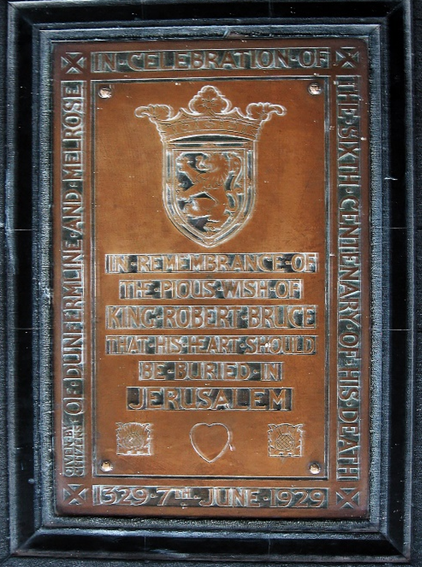 IN·CELEBRATION·OF
THE·SIXTH·CENTENARY·OF·HIS·DEATH
IN·REMEMBRANCE·OF
THE·PIOUS·WISH·OF
KING·ROBERT·BRUCE
THAT·HIS·HEART·SHOULD
BE·BURIED·IN
JERUSALEM
1329·7TH·JUNE·1929
CITIZENS OF·DUNFERMLINE·AND·MELROSE